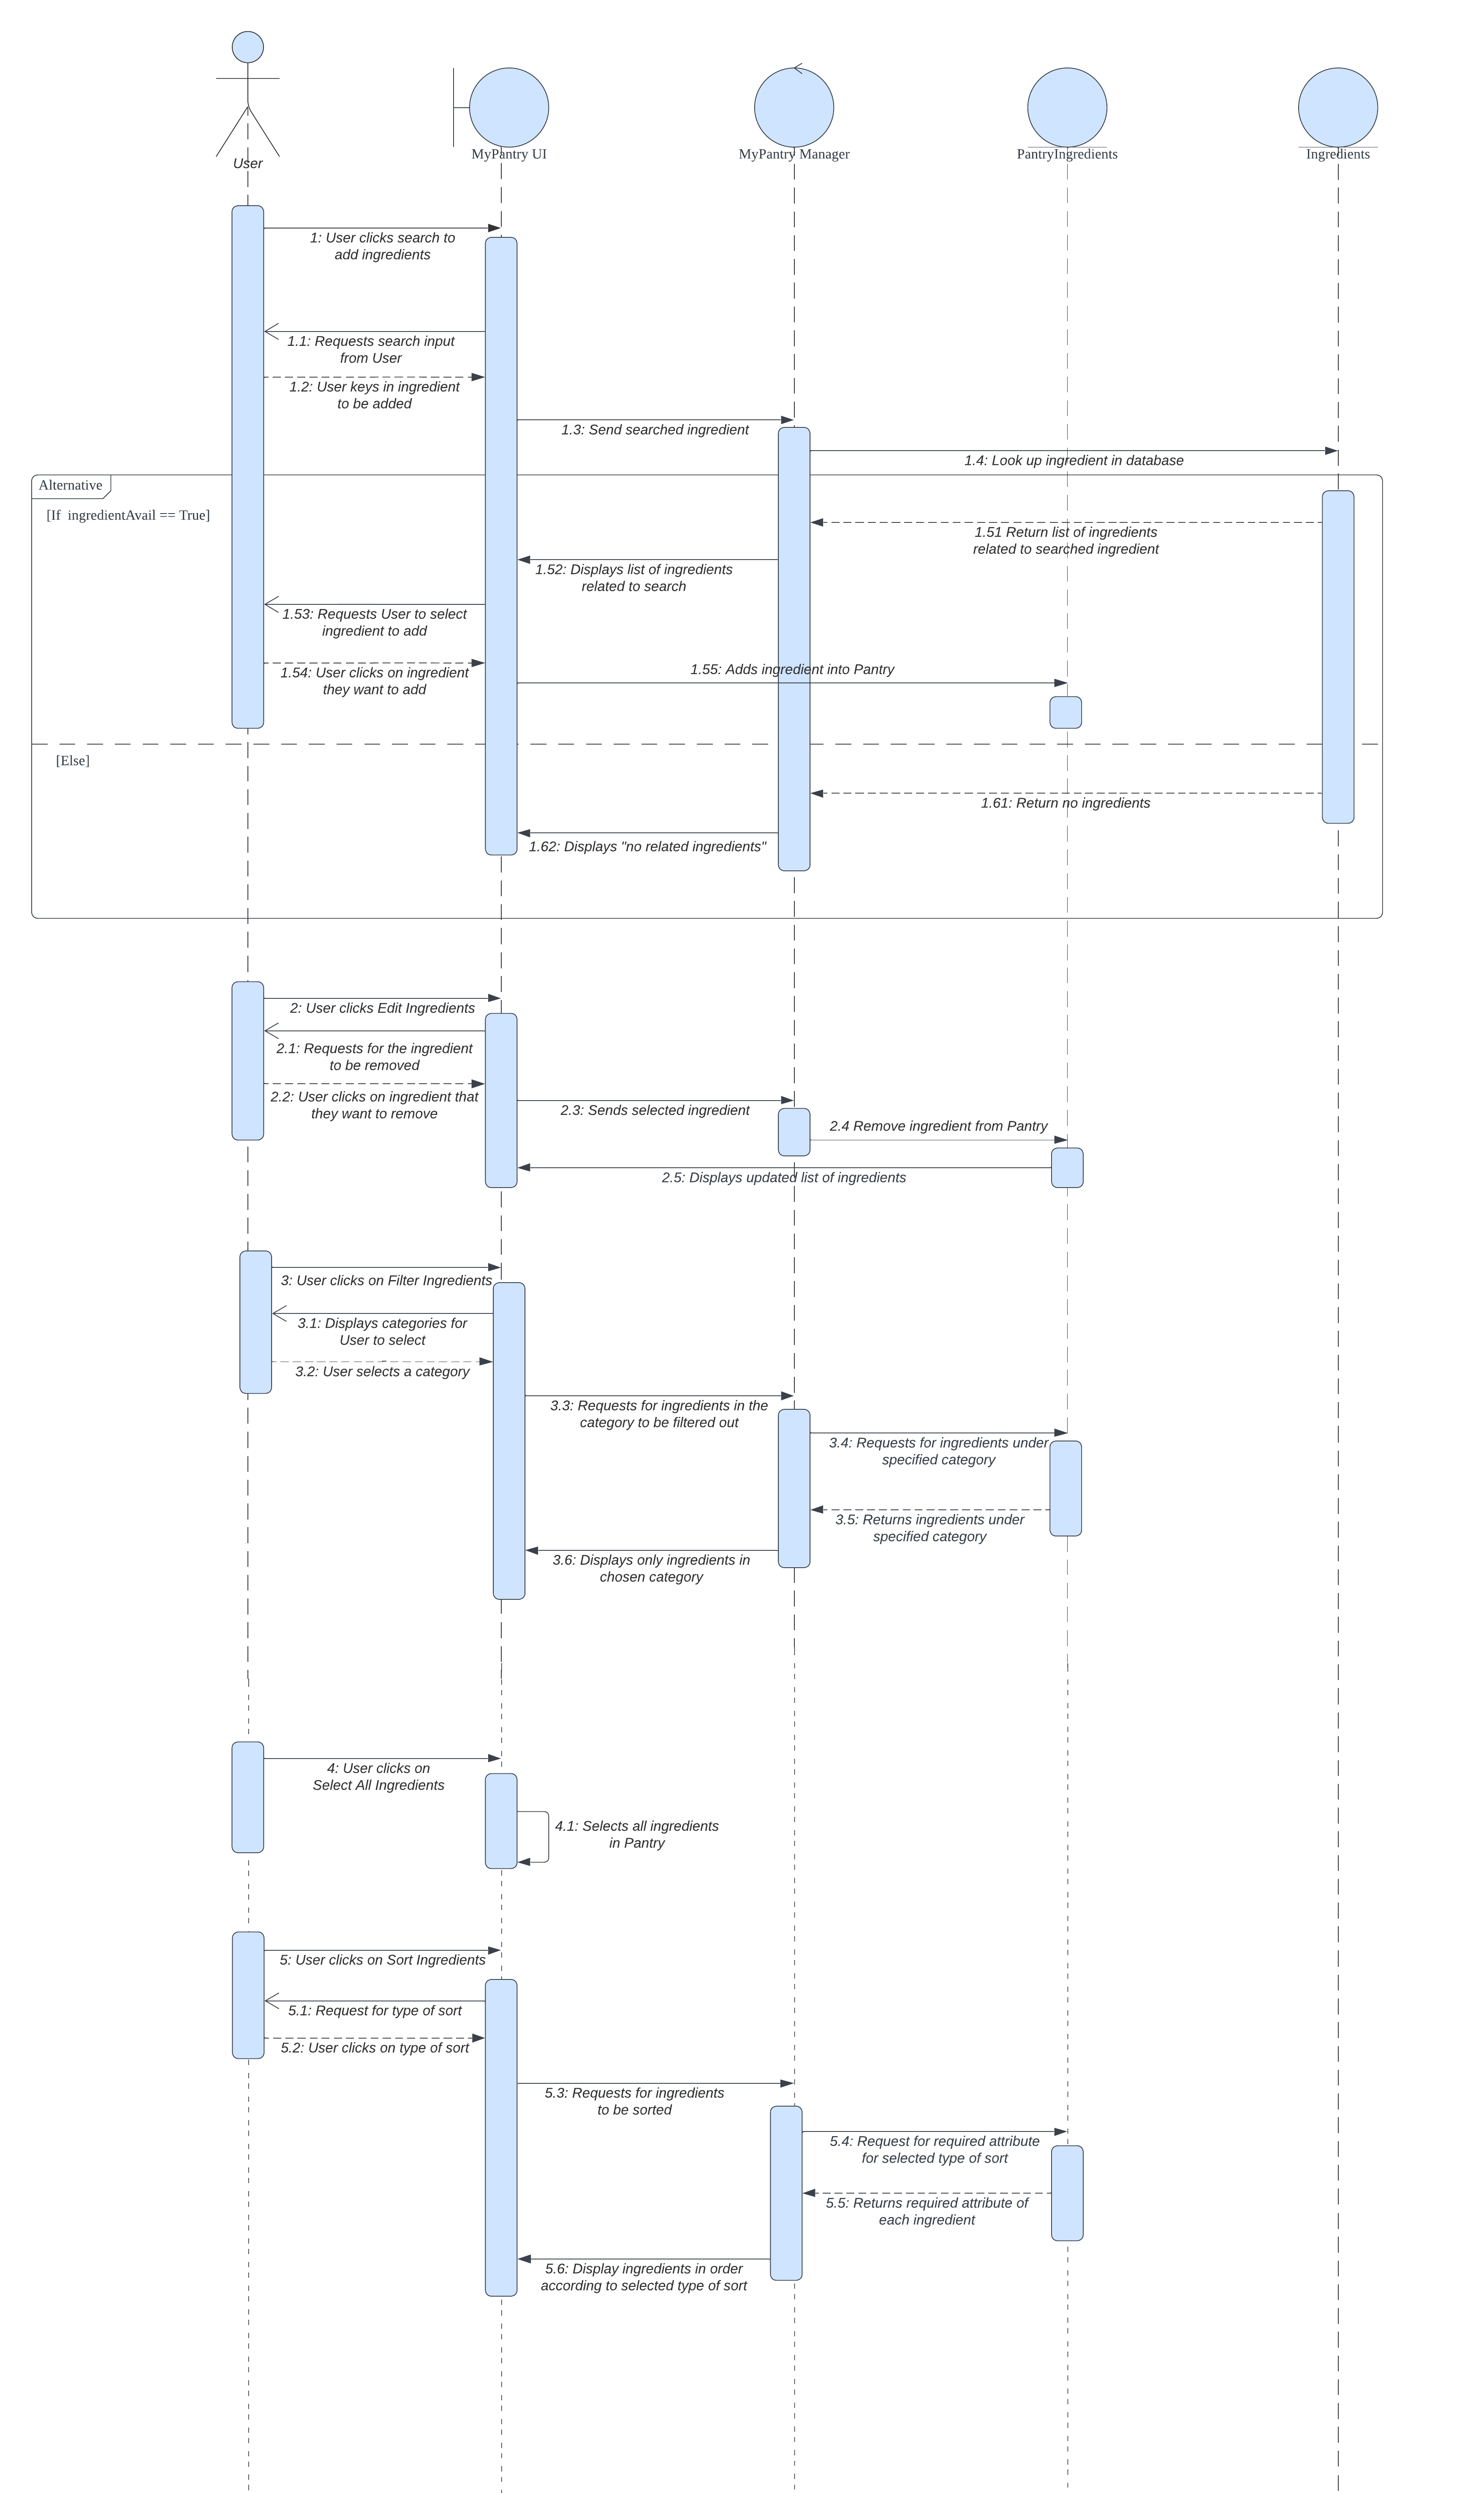 User
MyPantry UI
MyPantry Manager
PantryIngredients
Ingredients
1: User clicks search to
add ingredients
1.1: Requests search input
from User
1.2: User keys in ingredient
to be added
1.3: Send searched ingredient
1.4: Look up ingredient in database
Alternative
[If  ingredientAvail == True]
1.51 Return list of ingredients
related to searched ingredient
1.52: Displays list of ingredients
related to search
1.53: Requests User to select
ingredient to add
1.54: User clicks on ingredient
they want to add
1.55: Adds ingredient into Pantry
[Else]
1.61: Return no ingredients
1.62: Displays "no related ingredients"
2: User clicks Edit Ingredients
2.1: Requests for the ingredient
to be removed
2.2: User clicks on ingredient that
they want to remove
2.3: Sends selected ingredient
2.4 Remove ingredient from Pantry
2.5: Displays updated list of ingredients
3: User clicks on Filter Ingredients
3.1: Displays categories for
User to select
3.2: User selects a category
3.3: Requests for ingredients in the
category to be filtered out
3.4: Requests for ingredients under
specified category
3.5: Returns ingredients under
specified category
3.6: Displays only ingredients in
chosen category
4: User clicks on
Select All Ingredients
4.1: Selects all ingredients
in Pantry
5: User clicks on Sort Ingredients
5.1: Request for type of sort
5.2: User clicks on type of sort
5.3: Requests for ingredients
to be sorted
5.4: Request for required attribute
for selected type of sort
5.5: Returns required attribute of
each ingredient
5.6: Display ingredients in order
according to selected type of sort